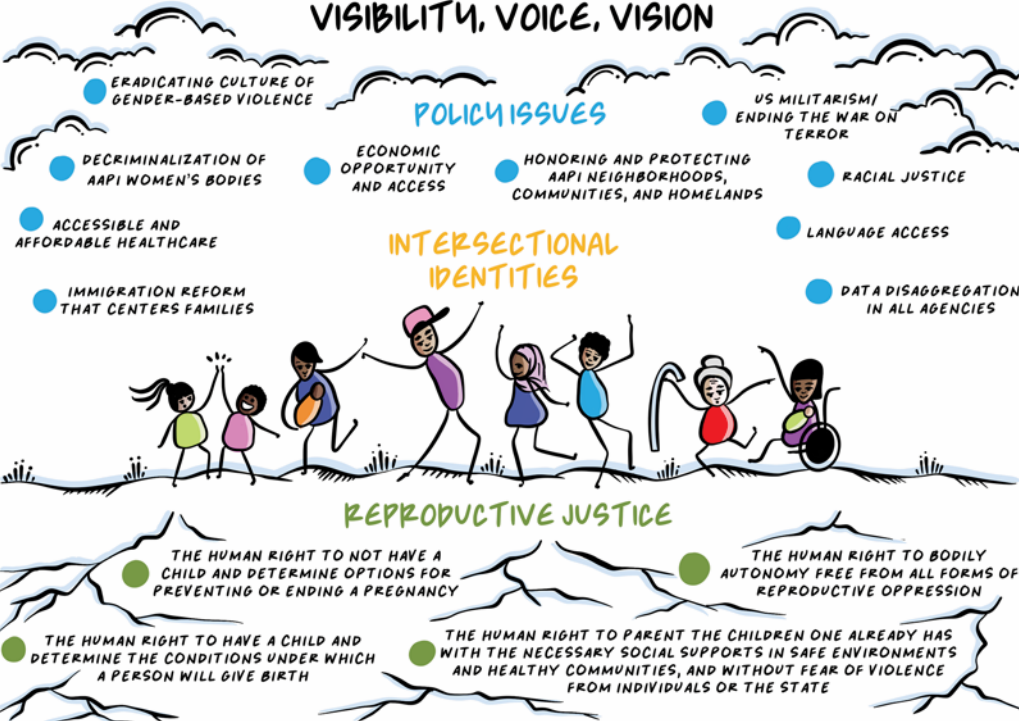 VISIBILITY, VOICE, VISION
ERADICATING CULTURE OF
GENDER-BASED VIOLENCE
POLICY ISSUES
US MILITARISM/
ENDING THE WAR ON
TERROR
DECRIMINALIZATION OF
AAPI WOMEN'S BODIES
ECONOMIC
OPPORTUNITY
AND ACCESS
HONORING AND PROTECTING
AAPI NEIGHBORHOODS,
COMMUNITIES, AND HOMELANDS
RACIAL JUSTICE
ACCESSIBLE AND
AFFORDABLE HEALTHCARE
LANGUAGE ACCESS
INTERSECTIONAL
IDENTITIES
IMMIGRATION REFORM
THAT CENTERS FAMILIES
DATA DISAGGREGATION
IN ALL AGENCIES
REPRODUCTIVE JUSTICE
THE HUMAN RIGHT TO NOT HAVE A
CHILD AND DETERMINE OPTIONS FOR
PREVENTING OR ENDING A PREGNANCY
THE HUMAN RIGHT TO BODILY
AUTONOMY FREE FROM ALL FORMS OF
REPRODUCTIVE OPPRESSION
THE HUMAN RIGHT TO HAVE A CHILD AND
DETERMINE THE CONDITIONS UNDER WHICH
A PERSON WILL GIVE BIRTH
THE HUMAN RIGHT TO PARENT THE CHILDREN ONE ALREADY HAS
WITH THE NECESSARY SOCIAL SUPPORTS IN SAFE ENVIRONMENTS
AND HEALTHY COMMUNITIES, AND WITHOUT FEAR OF VIOLENCE
FROM INDIVIDUALS OR THE STATE